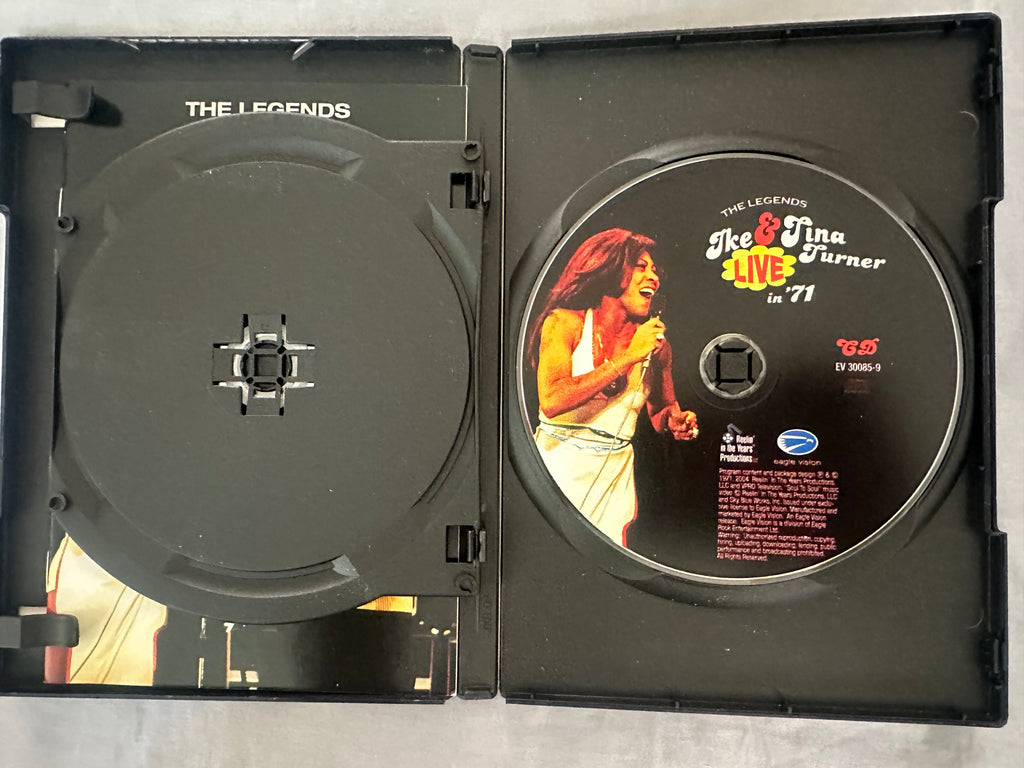 THE LEGENDS
THE LEGENDS
Ike & Tina
Turner
LIVE
in '71
CD
EV 30085-9
Reelin'
in the Years
Productions
eagle vision
Program content and package design ℗ & ©
1971, 2004 Reelin' In The Years Productions,
LLC and VPRO Television. "Soul To Soul" music
video © Reelin' In The Years Productions, LLC
and Sky Blue Works, Inc. Issued under exclu-
sive license to Eagle Vision. Manufactured and
marketed by Eagle Vision. An Eagle Vision
release. Eagle Vision is a division of Eagle
Rock Entertainment Ltd.
Warning: Unauthorized reproduction, copying,
hiring, uploading, downloading, lending, public
performance and broadcasting prohibited.
All Rights Reserved.